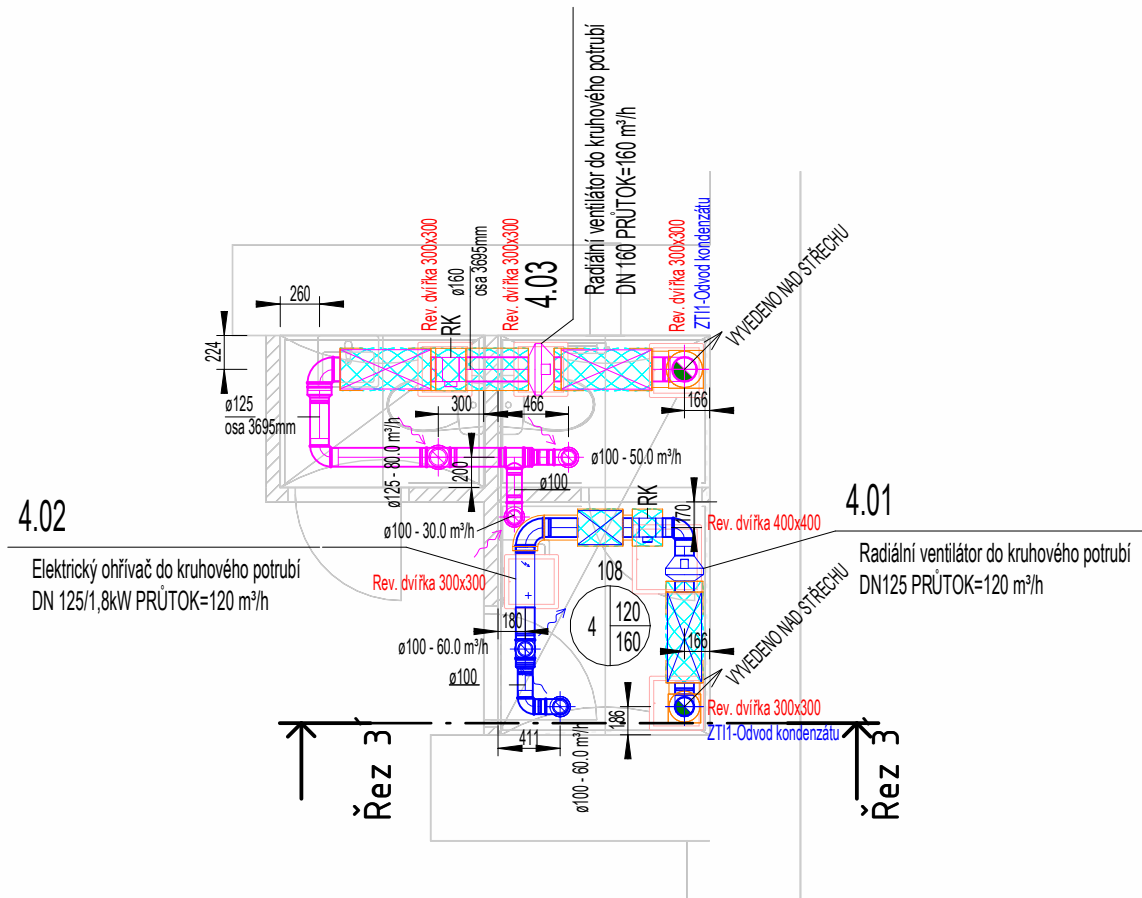 Radiální ventilátor do kruhového potrubí
DN 160 PRŮTOK=160 m³/h
4.03
Rev. dvířka 300x300
ø160
osa 3695mm
Rev. dvířka 300x300
Rev. dvířka 300x300
ZTI1-Odvod kondenzátu
VYVEDENO NAD STŘECHU
RK
260
224
ø125
osa 3695mm
300
466
166
ø125 - 80.0 m³/h
200
ø100 - 50.0 m³/h
ø100
ø100 - 30.0 m³/h
RK
170
Rev. dvířka 400x400
4.01
Radiální ventilátor do kruhového potrubí
DN125 PRŮTOK=120 m³/h
4.02
Elektrický ohřívač do kruhového potrubí
DN 125/1,8kW PRŮTOK=120 m³/h
Rev. dvířka 300x300
108
4
120
160
180
ø100 - 60.0 m³/h
ø100
166
VYVEDENO NAD STŘECHU
Rev. dvířka 300x300
ZTI1-Odvod kondenzátu
186
411
ø100 - 60.0 m³/h
Řez 3
Řez 3